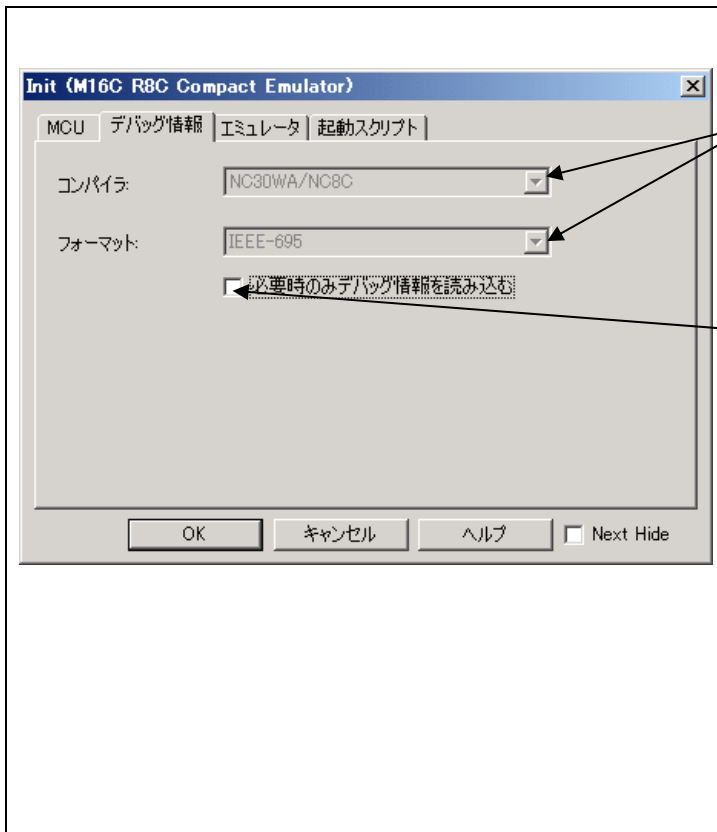 Init (M16C R8C Compact Emulator)
MCU デバッグ情報 エミュレータ 起動スクリプト
コンパイラ: NC30WA/NC8C
フォーマット: IEEE-695
必要時のみデバッグ情報を読み込む
OK キャンセル ヘルプ Next Hide